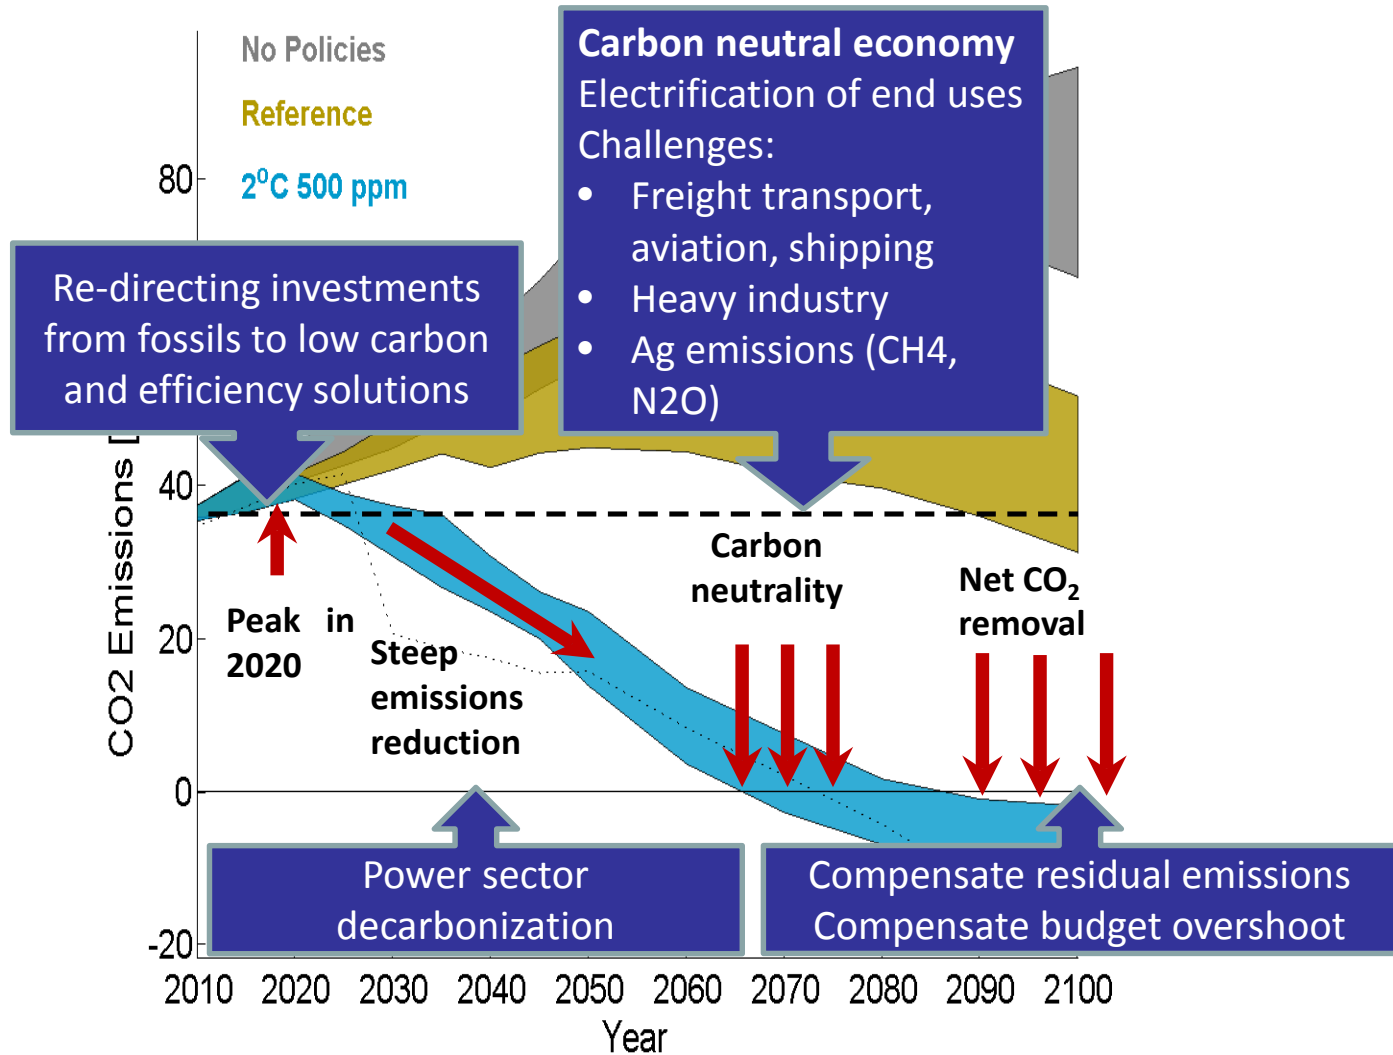 No Policies
Reference
2⁰C 500 ppm
Carbon neutral economy
Electrification of end uses
Challenges:
• Freight transport,
aviation, shipping
• Heavy industry
• Ag emissions (CH4,
N2O)
Re-directing investments
from fossils to low carbon
and efficiency solutions
CO2 Emissions [
80
40
20
0
-20
Peak in
2020
Steep
emissions
reduction
Carbon
neutrality
Net CO₂
removal
Power sector
decarbonization
Compensate residual emissions
Compensate budget overshoot
2010 2020 2030 2040 2050 2060 2070 2080 2090 2100
Year